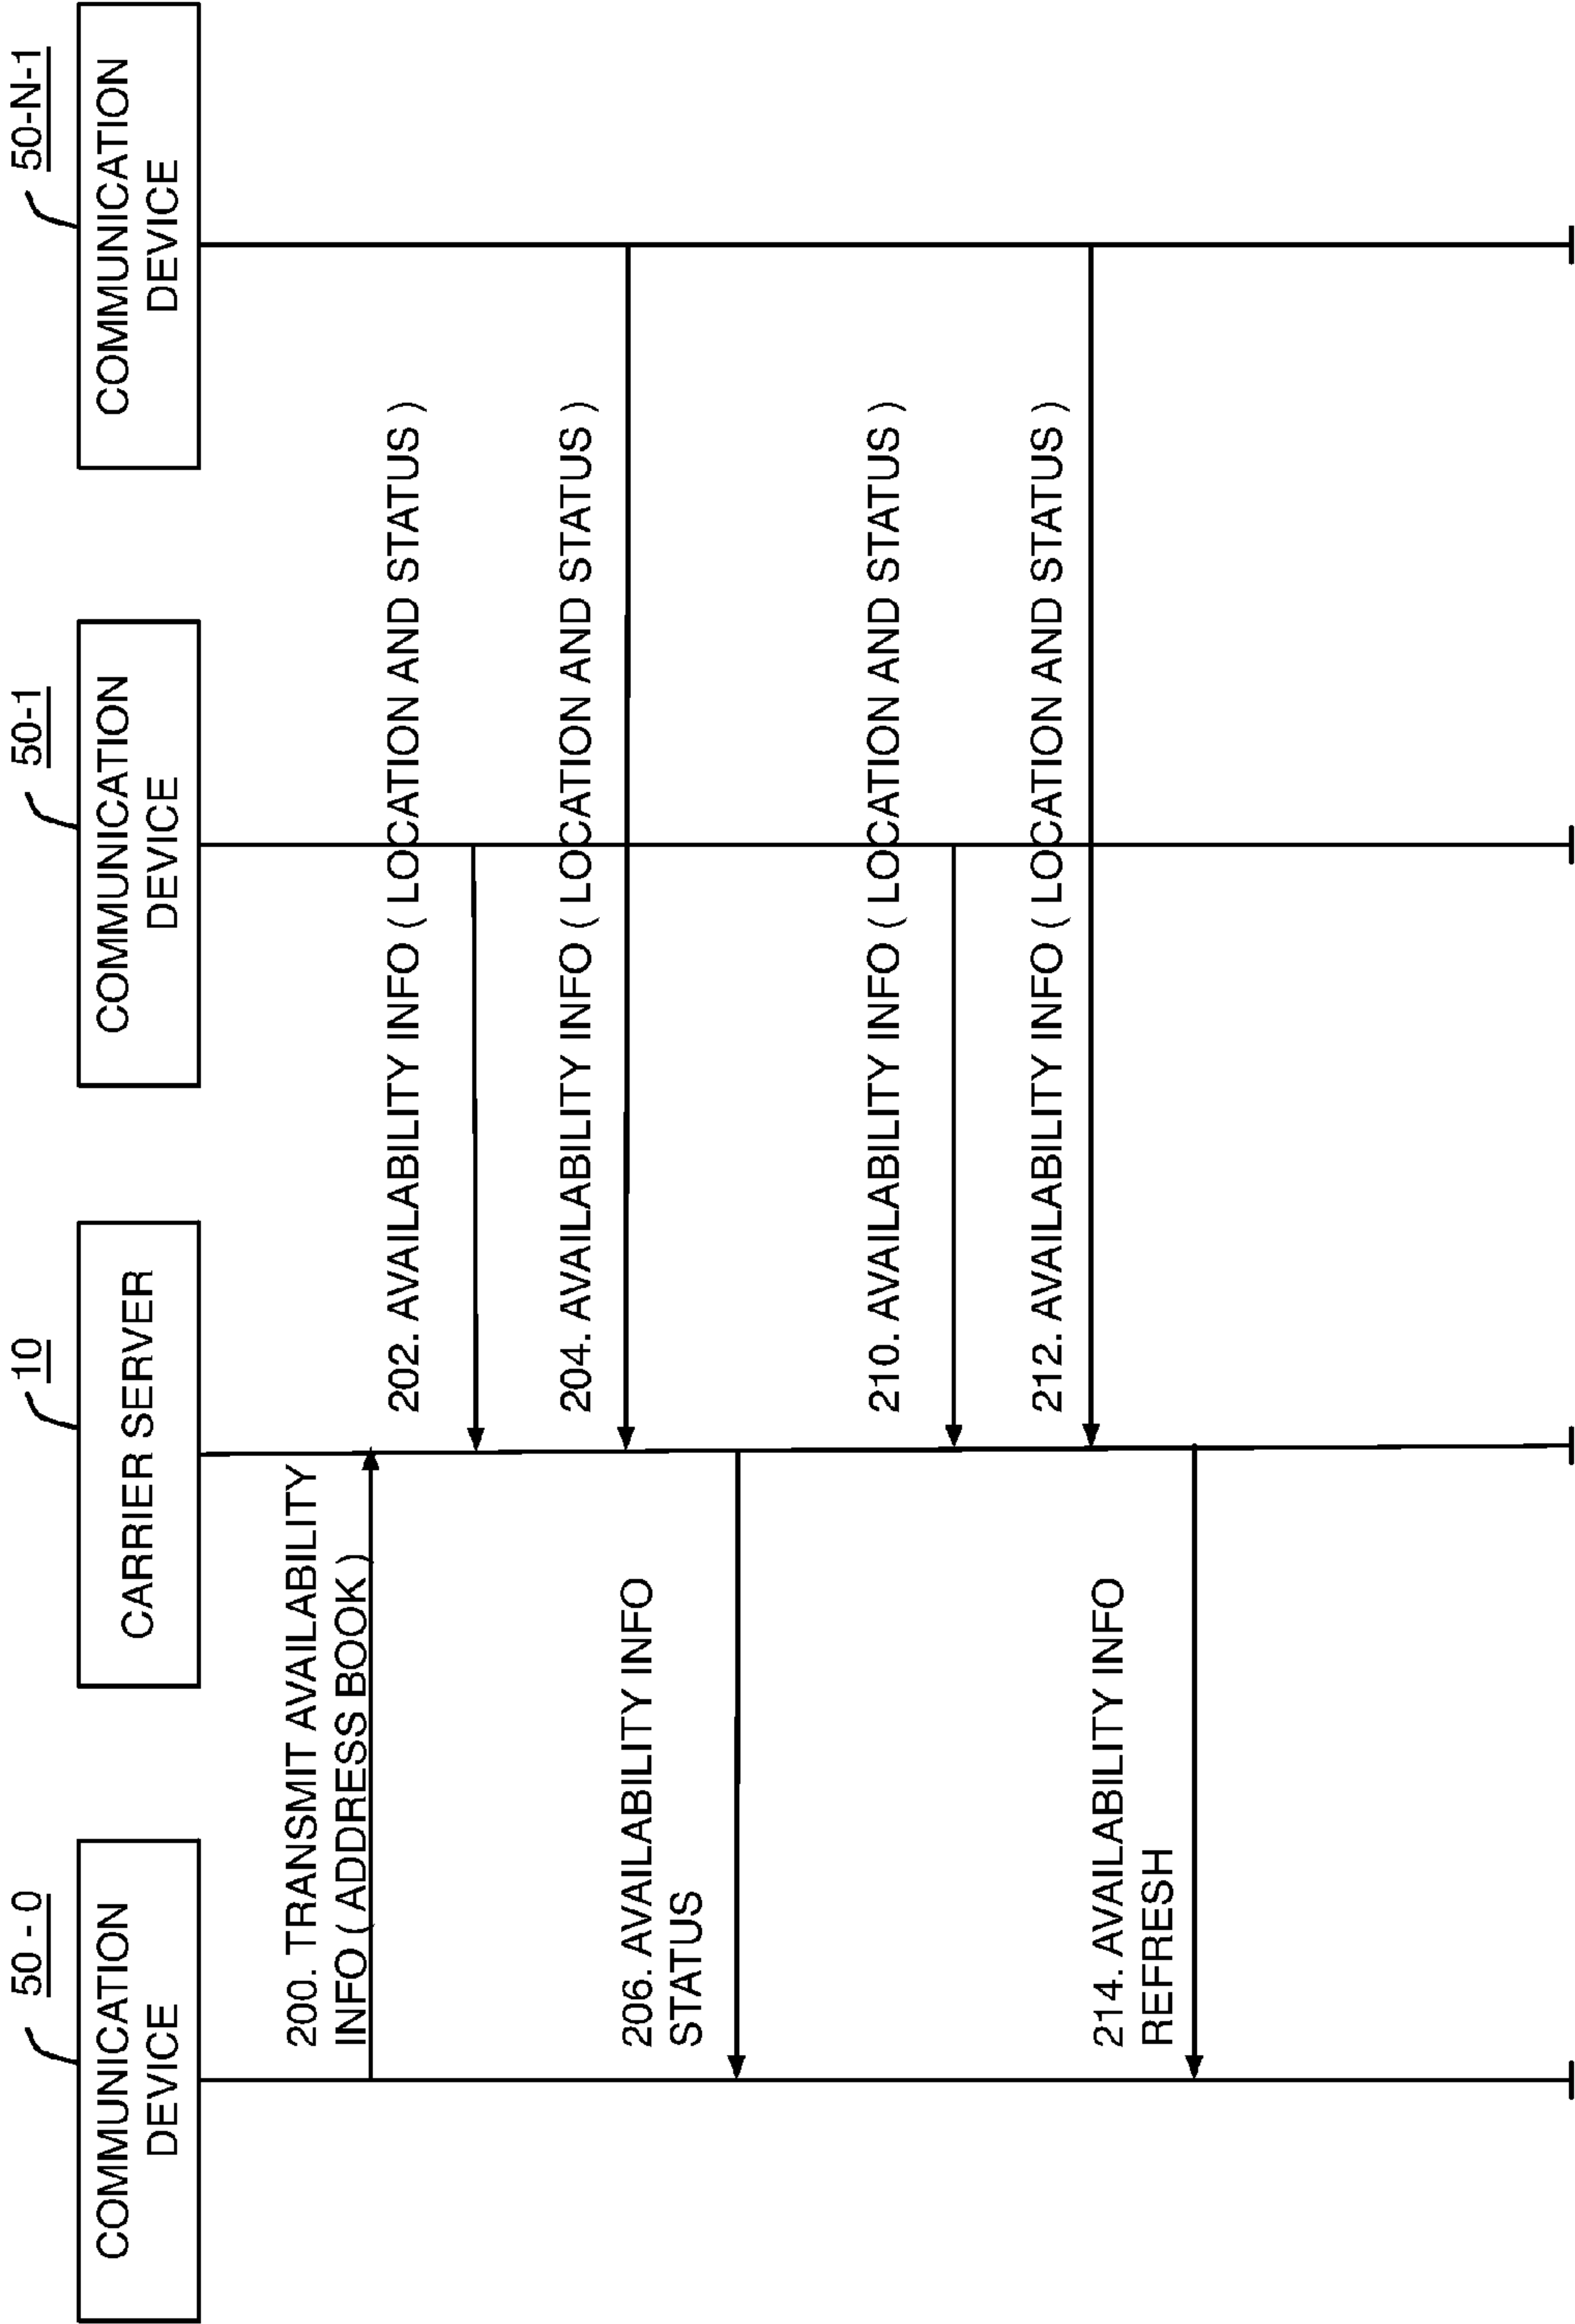 50 - 0
COMMUNICATION
DEVICE
10
CARRIER SERVER
50-1
COMMUNICATION
DEVICE
50-N-1
COMMUNICATION
DEVICE
200. TRANSMIT AVAILABILITY
INFO ( ADDRESS BOOK )
202. AVAILABILITY INFO ( LOCATION AND STATUS )
204. AVAILABILITY INFO ( LOCATION AND STATUS )
206. AVAILABILITY INFO
STATUS
210. AVAILABILITY INFO ( LOCATION AND STATUS )
212. AVAILABILITY INFO ( LOCATION AND STATUS )
214. AVAILABILITY INFO
REFRESH